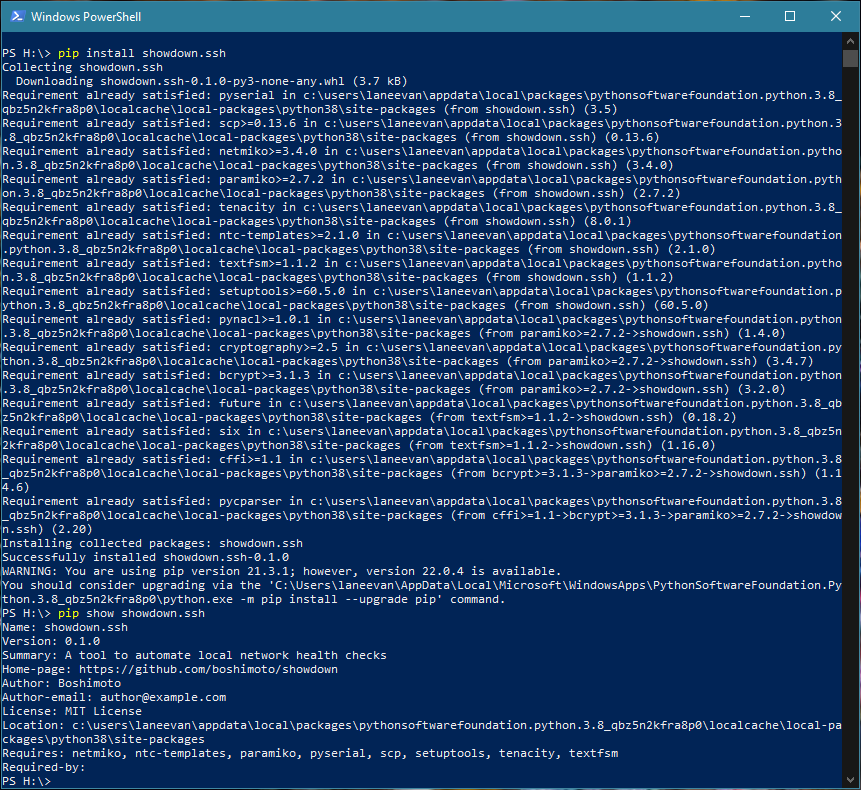 Windows PowerShell
PS H:\> pip install showdown.ssh
Collecting showdown.ssh
  Downloading showdown.ssh-0.1.0-py3-none-any.whl (3.7 kB)
Requirement already satisfied: pyserial in c:\users\laneevan\appdata\local\packages\pythonsoftwarefoundation.python.3.8_
qbz5n2kfra8p0\localcache\local-packages\python38\site-packages (from showdown.ssh) (3.5)
Requirement already satisfied: scp>=0.13.6 in c:\users\laneevan\appdata\local\packages\pythonsoftwarefoundation.python.3
.8_qbz5n2kfra8p0\localcache\local-packages\python38\site-packages (from showdown.ssh) (0.13.6)
Requirement already satisfied: netmiko>=3.4.0 in c:\users\laneevan\appdata\local\packages\pythonsoftwarefoundation.pytho
n.3.8_qbz5n2kfra8p0\localcache\local-packages\python38\site-packages (from showdown.ssh) (3.4.0)
Requirement already satisfied: paramiko>=2.7.2 in c:\users\laneevan\appdata\local\packages\pythonsoftwarefoundation.pyth
on.3.8_qbz5n2kfra8p0\localcache\local-packages\python38\site-packages (from showdown.ssh) (2.7.2)
Requirement already satisfied: tenacity in c:\users\laneevan\appdata\local\packages\pythonsoftwarefoundation.python.3.8_
qbz5n2kfra8p0\localcache\local-packages\python38\site-packages (from showdown.ssh) (8.0.1)
Requirement already satisfied: ntc-templates>=2.1.0 in c:\users\laneevan\appdata\local\packages\pythonsoftwarefoundation
.python.3.8_qbz5n2kfra8p0\localcache\local-packages\python38\site-packages (from showdown.ssh) (2.1.0)
Requirement already satisfied: textfsm>=1.1.2 in c:\users\laneevan\appdata\local\packages\pythonsoftwarefoundation.pytho
n.3.8_qbz5n2kfra8p0\localcache\local-packages\python38\site-packages (from showdown.ssh) (1.1.2)
Requirement already satisfied: setuptools>=60.5.0 in c:\users\laneevan\appdata\local\packages\pythonsoftwarefoundation.p
ython.3.8_qbz5n2kfra8p0\localcache\local-packages\python38\site-packages (from showdown.ssh) (60.5.0)
Requirement already satisfied: pynacl>=1.0.1 in c:\users\laneevan\appdata\local\packages\pythonsoftwarefoundation.python
.3.8_qbz5n2kfra8p0\localcache\local-packages\python38\site-packages (from paramiko>=2.7.2->showdown.ssh) (1.4.0)
Requirement already satisfied: cryptography>=2.5 in c:\users\laneevan\appdata\local\packages\pythonsoftwarefoundation.py
thon.3.8_qbz5n2kfra8p0\localcache\local-packages\python38\site-packages (from paramiko>=2.7.2->showdown.ssh) (3.4.7)
Requirement already satisfied: bcrypt>=3.1.3 in c:\users\laneevan\appdata\local\packages\pythonsoftwarefoundation.python
.3.8_qbz5n2kfra8p0\localcache\local-packages\python38\site-packages (from paramiko>=2.7.2->showdown.ssh) (3.2.0)
Requirement already satisfied: future in c:\users\laneevan\appdata\local\packages\pythonsoftwarefoundation.python.3.8_qb
z5n2kfra8p0\localcache\local-packages\python38\site-packages (from textfsm>=1.1.2->showdown.ssh) (0.18.2)
Requirement already satisfied: six in c:\users\laneevan\appdata\local\packages\pythonsoftwarefoundation.python.3.8_qbz5n
2kfra8p0\localcache\local-packages\python38\site-packages (from textfsm>=1.1.2->showdown.ssh) (1.16.0)
Requirement already satisfied: cffi>=1.1 in c:\users\laneevan\appdata\local\packages\pythonsoftwarefoundation.python.3.8
_qbz5n2kfra8p0\localcache\local-packages\python38\site-packages (from bcrypt>=3.1.3->paramiko>=2.7.2->showdown.ssh) (1.1
4.6)
Requirement already satisfied: pycparser in c:\users\laneevan\appdata\local\packages\pythonsoftwarefoundation.python.3.8
_qbz5n2kfra8p0\localcache\local-packages\python38\site-packages (from cffi>=1.1->bcrypt>=3.1.3->paramiko>=2.7.2->showdow
n.ssh) (2.20)
Installing collected packages: showdown.ssh
Successfully installed showdown.ssh-0.1.0
WARNING: You are using pip version 21.3.1; however, version 22.0.4 is available.
You should consider upgrading via the 'C:\Users\laneevan\AppData\Local\Microsoft\WindowsApps\PythonSoftwareFoundation.Py
thon.3.8_qbz5n2kfra8p0\python.exe -m pip install --upgrade pip' command.
PS H:\> pip show showdown.ssh
Name: showdown.ssh
Version: 0.1.0
Summary: A tool to automate local network health checks
Home-page: https://github.com/boshimoto/showdown
Author: Boshimoto
Author-email: author@example.com
License: MIT License
Location: c:\users\laneevan\appdata\local\packages\pythonsoftwarefoundation.python.3.8_qbz5n2kfra8p0\localcache\local-pa
ckages\python38\site-packages
Requires: netmiko, ntc-templates, paramiko, pyserial, scp, setuptools, tenacity, textfsm
Required-by:
PS H:\>